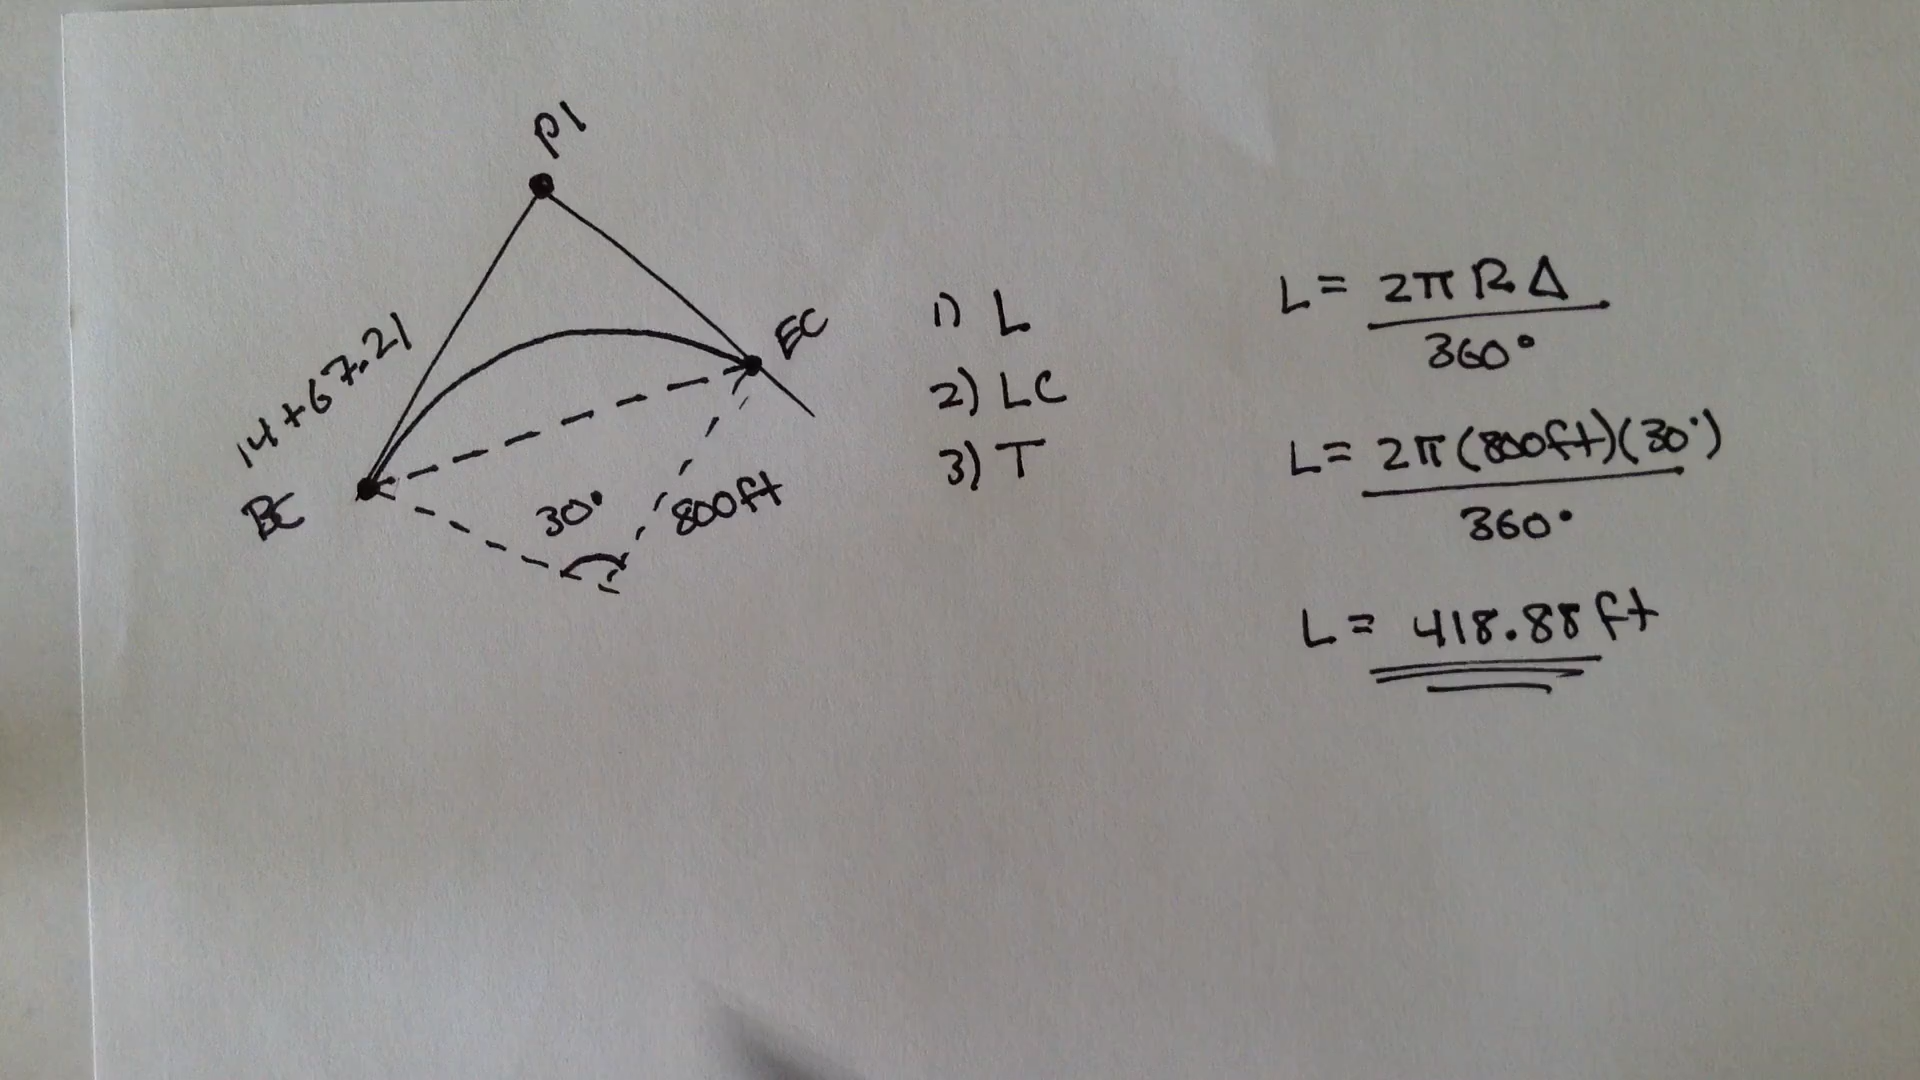 PI
14+67.21
EC
BC
30°
800ft
1) L
2) LC
3) T
L = 2πRΔ
360°
L = 2π(800ft)(30°)
360°
L = 418.88 ft